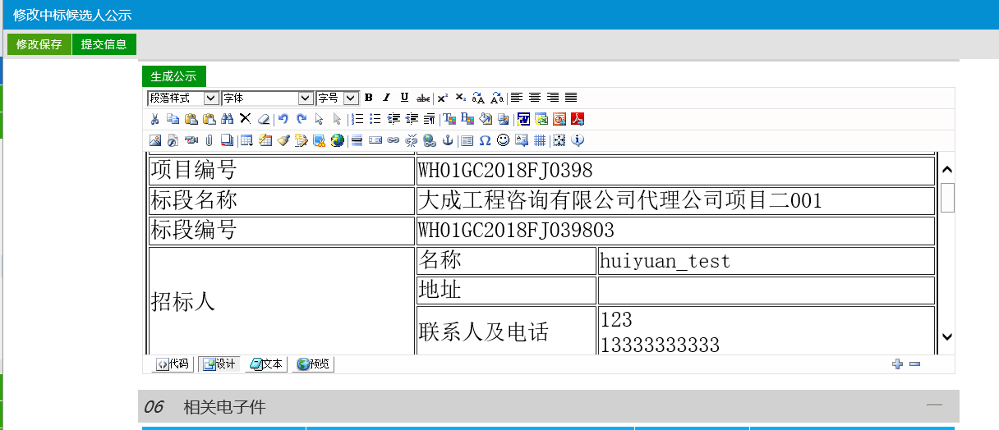 修改中标候选人公示
修改保存 提交信息
生成公示
段落样式 字体 字号
项目编号 WH01GC2018FJ0398
标段名称 大成工程咨询有限公司代理公司项目二001
标段编号 WH01GC2018FJ039803
招标人 名称 huiyuan_test
地址
联系人及电话 123
13333333333
代码 设计 文本 预览
06 相关电子件